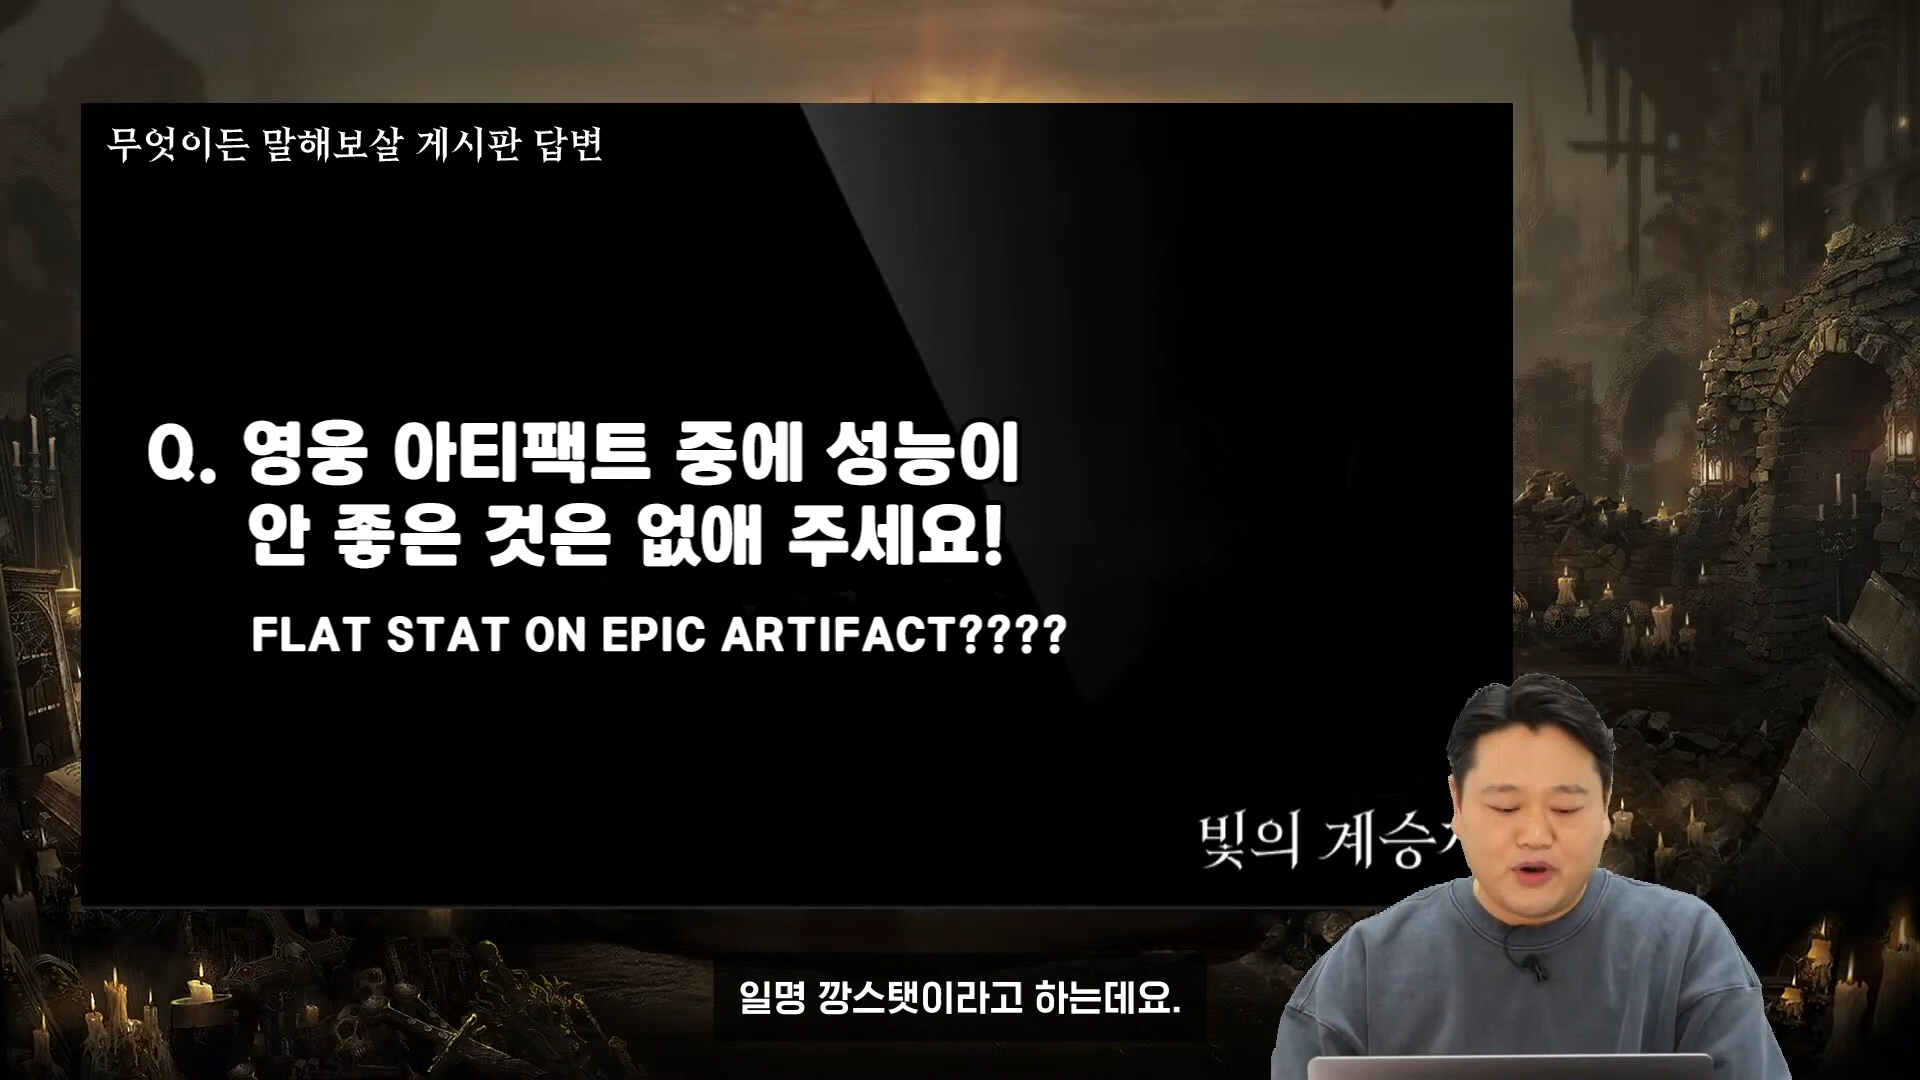 무엇이든 말해보살 게시판 답변
Q. 영웅 아티팩트 중에 성능이
안 좋은 것은 없애 주세요!
FLAT STAT ON EPIC ARTIFACT????
빛의 계승
일명 깡스탯이라고 하는데요.